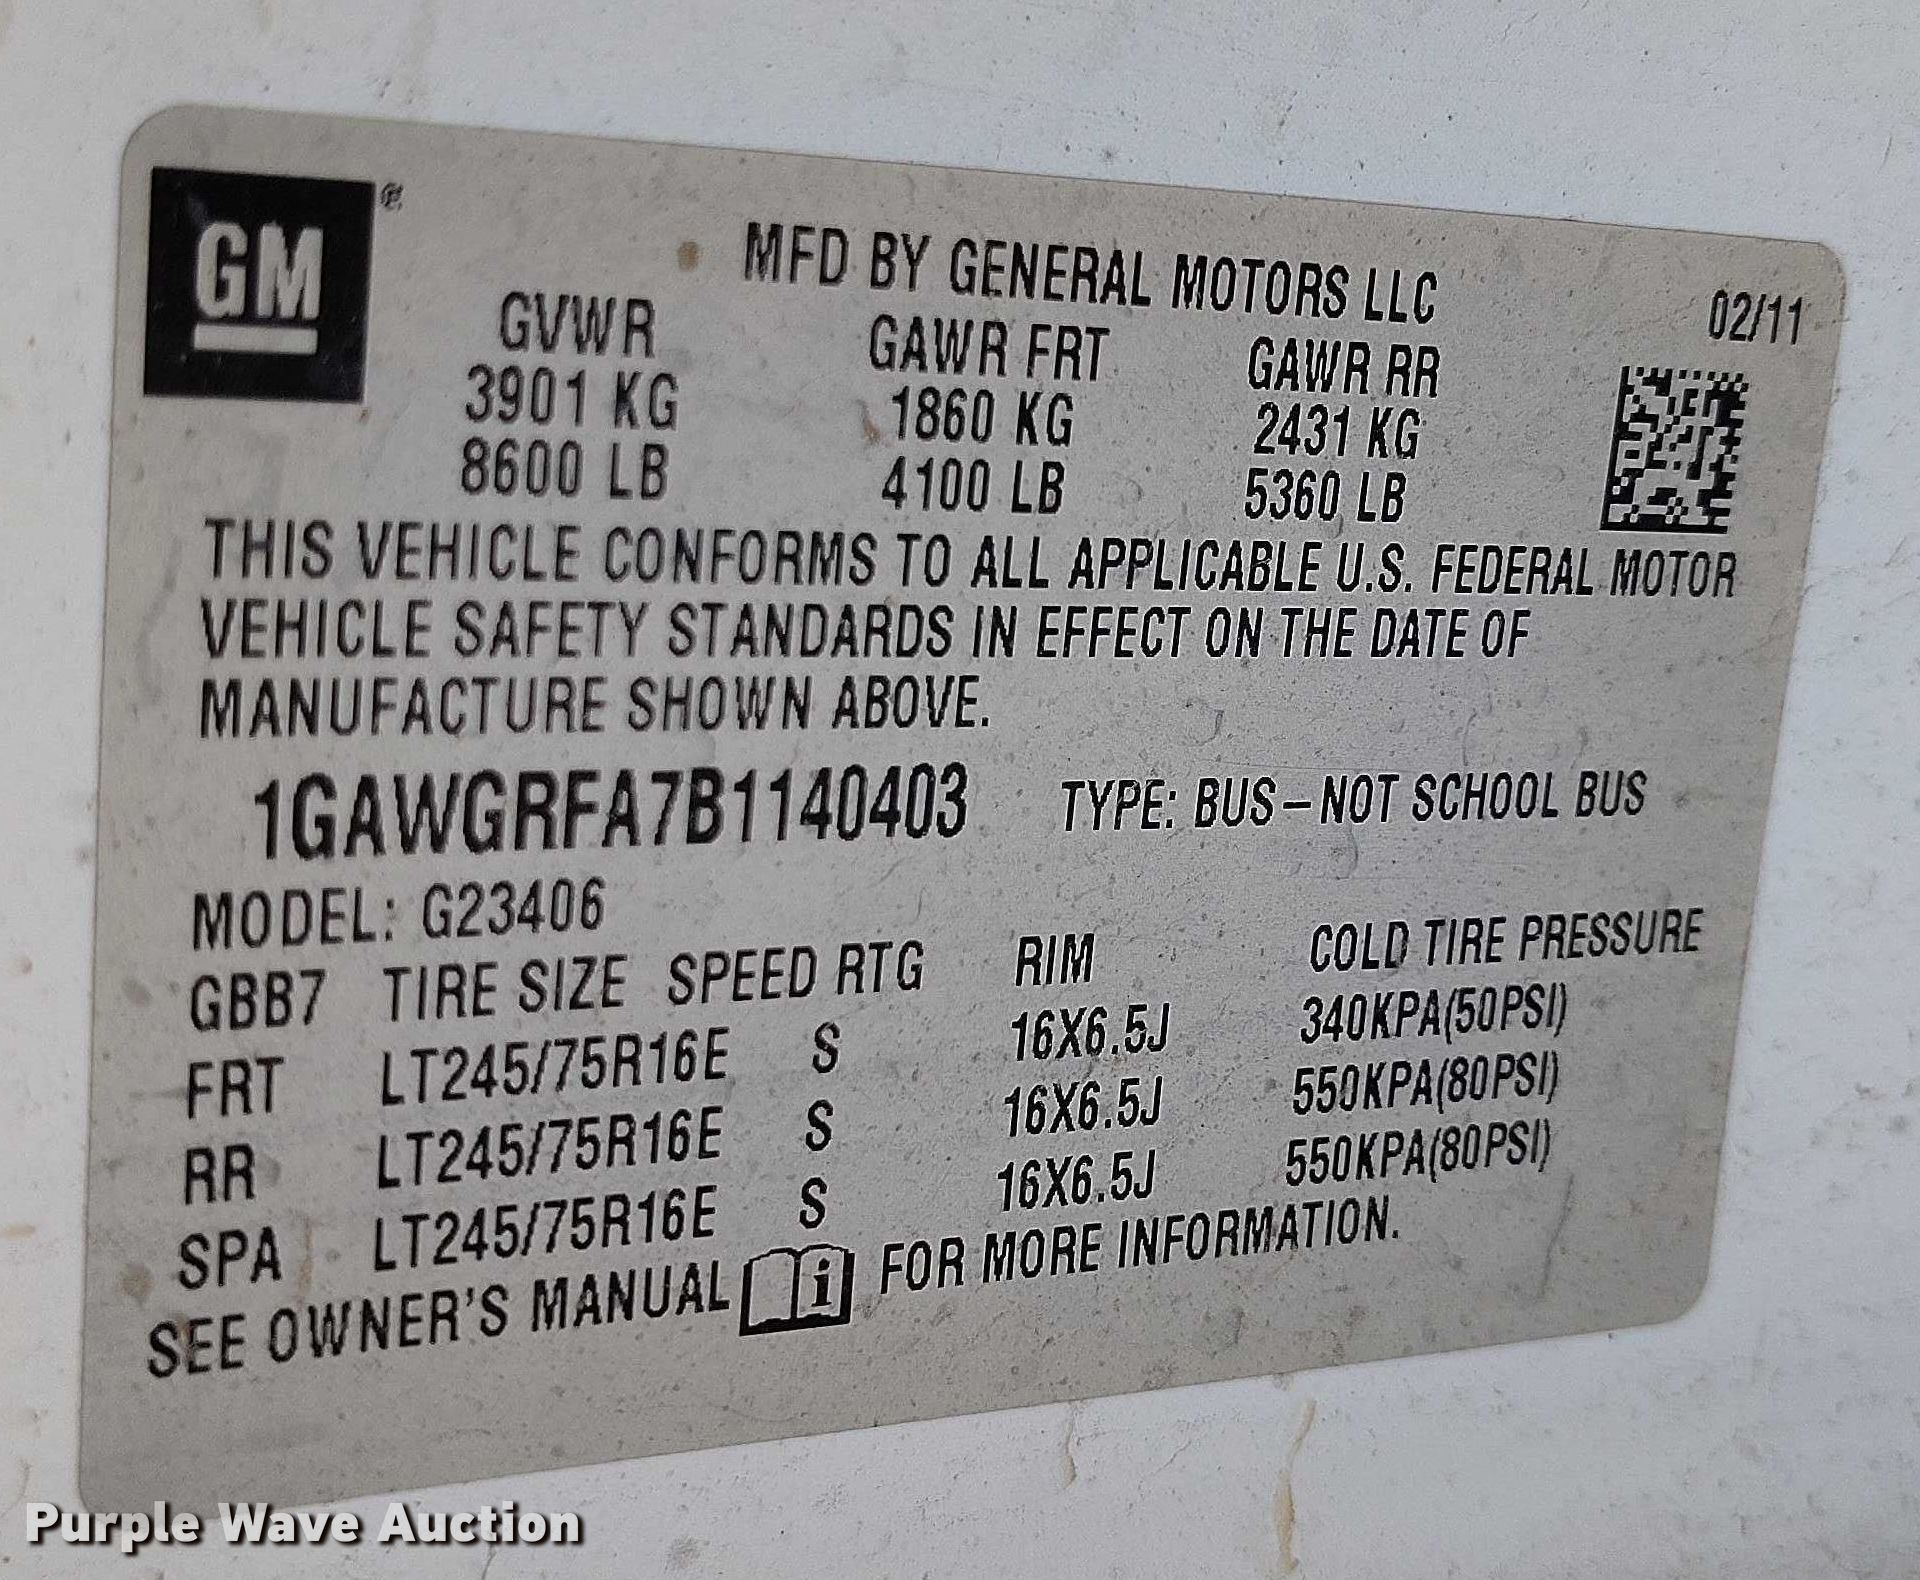 GM®
MFD BY GENERAL MOTORS LLC 02/11
GVWR GAWR FRT GAWR RR
3901 KG 1860 KG 2431 KG
8600 LB 4100 LB 5360 LB
THIS VEHICLE CONFORMS TO ALL APPLICABLE U.S. FEDERAL MOTOR
VEHICLE SAFETY STANDARDS IN EFFECT ON THE DATE OF
MANUFACTURE SHOWN ABOVE.
1GAWGRFA7B1140403 TYPE: BUS–NOT SCHOOL BUS
MODEL: G23406
GBB7 TIRE SIZE SPEED RTG RIM COLD TIRE PRESSURE
FRT LT245/75R16E S 16X6.5J 340KPA(50PSI)
RR LT245/75R16E S 16X6.5J 550KPA(80PSI)
SPA LT245/75R16E S 16X6.5J 550KPA(80PSI)
SEE OWNER'S MANUAL i FOR MORE INFORMATION.
Purple Wave Auction